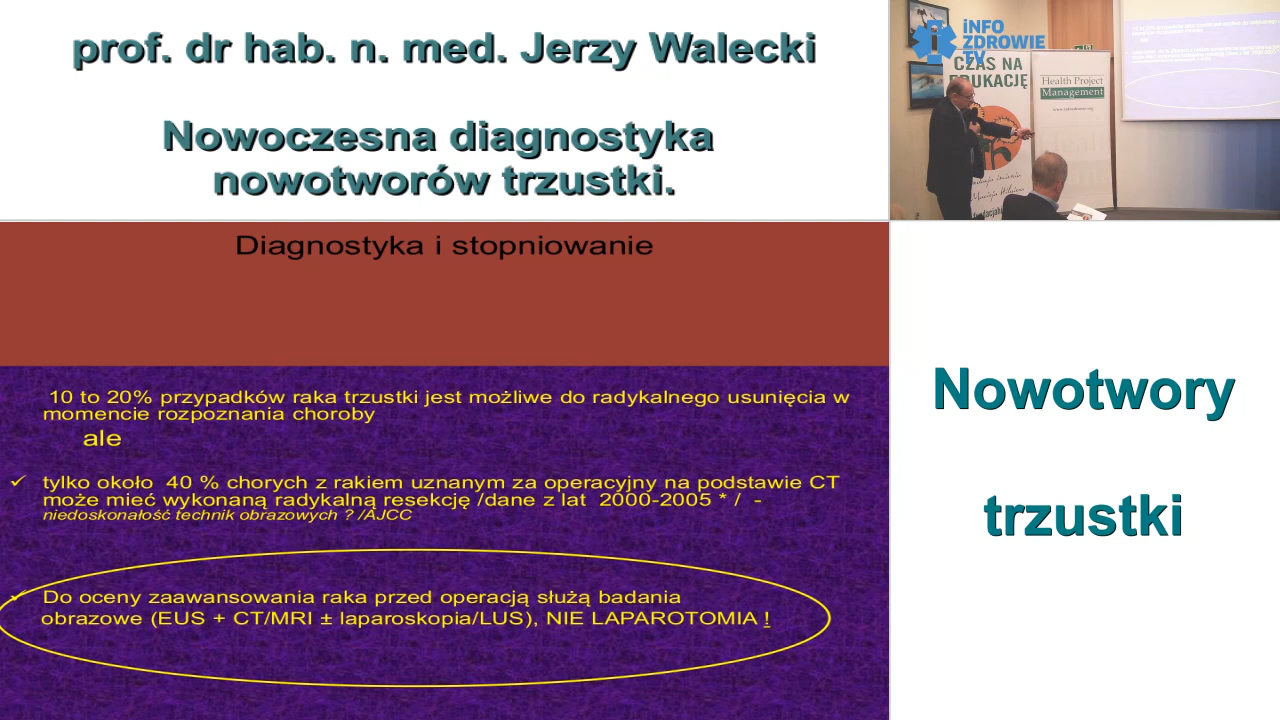 prof. dr hab. n. med. Jerzy Walecki
Nowoczesna diagnostyka
nowotworów trzustki.
iNFO
ZDROWIE
TV
CZAS NA
EDUKACJĘ
Health Project
Management
Diagnostyka i stopniowanie
10 to 20% przypadków raka trzustki jest możliwe do radykalnego usunięcia w
momencie rozpoznania choroby
ale
✓ tylko około 40 % chorych z rakiem uznanym za operacyjny na podstawie CT
może mieć wykonaną radykalną resekcję /dane z lat 2000-2005 * / -
niedoskonałość technik obrazowych ? /AJCC
✓ Do oceny zaawansowania raka przed operacją służą badania
obrazowe (EUS + CT/MRI ± laparoskopia/LUS), NIE LAPAROTOMIA !
Nowotwory
trzustki